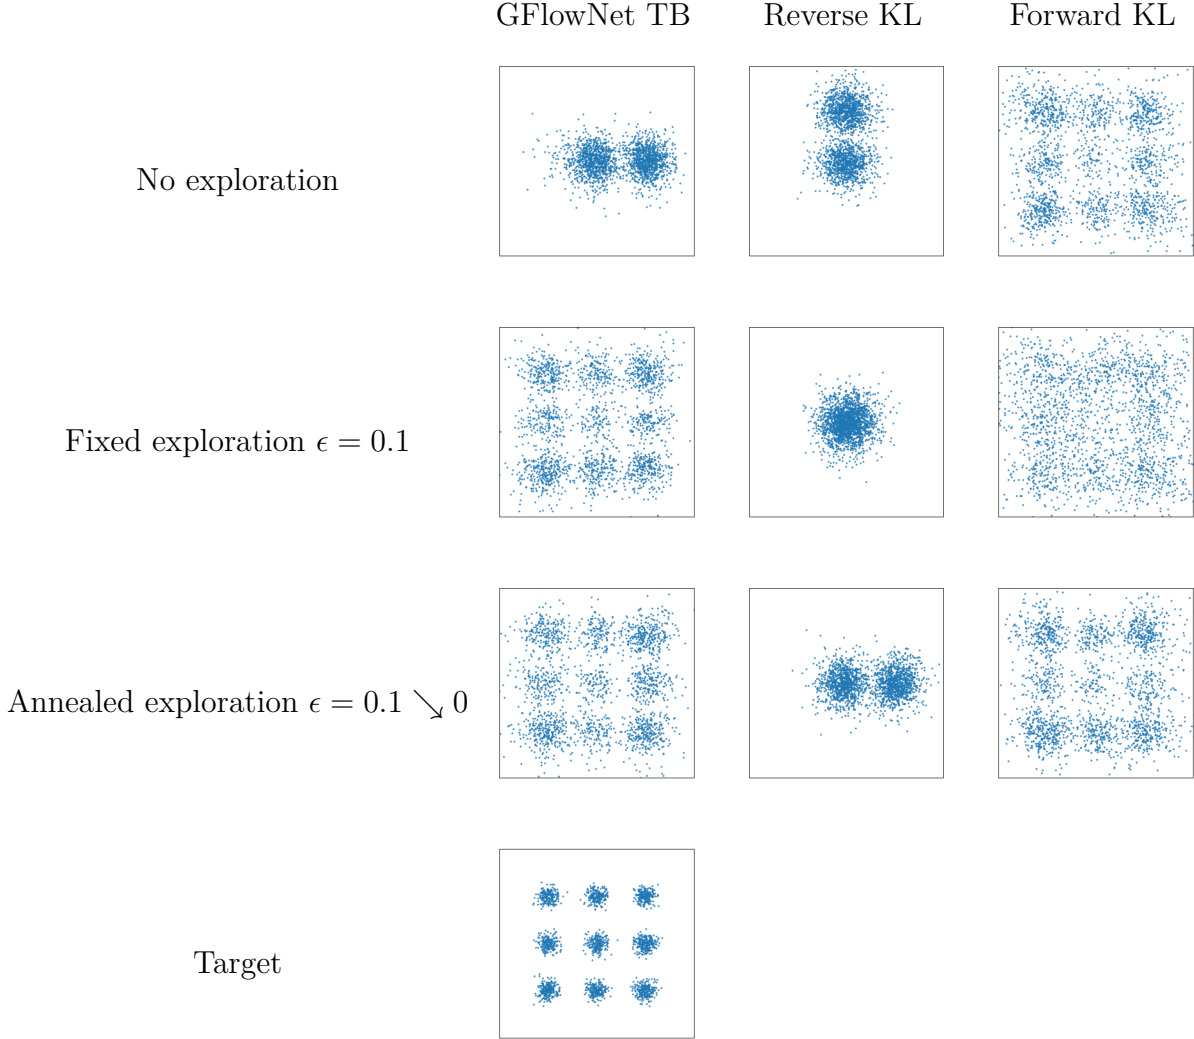 GFlowNet TB Reverse KL Forward KL
No exploration
Fixed exploration ϵ = 0.1
Annealed exploration ϵ = 0.1 ↘ 0
Target